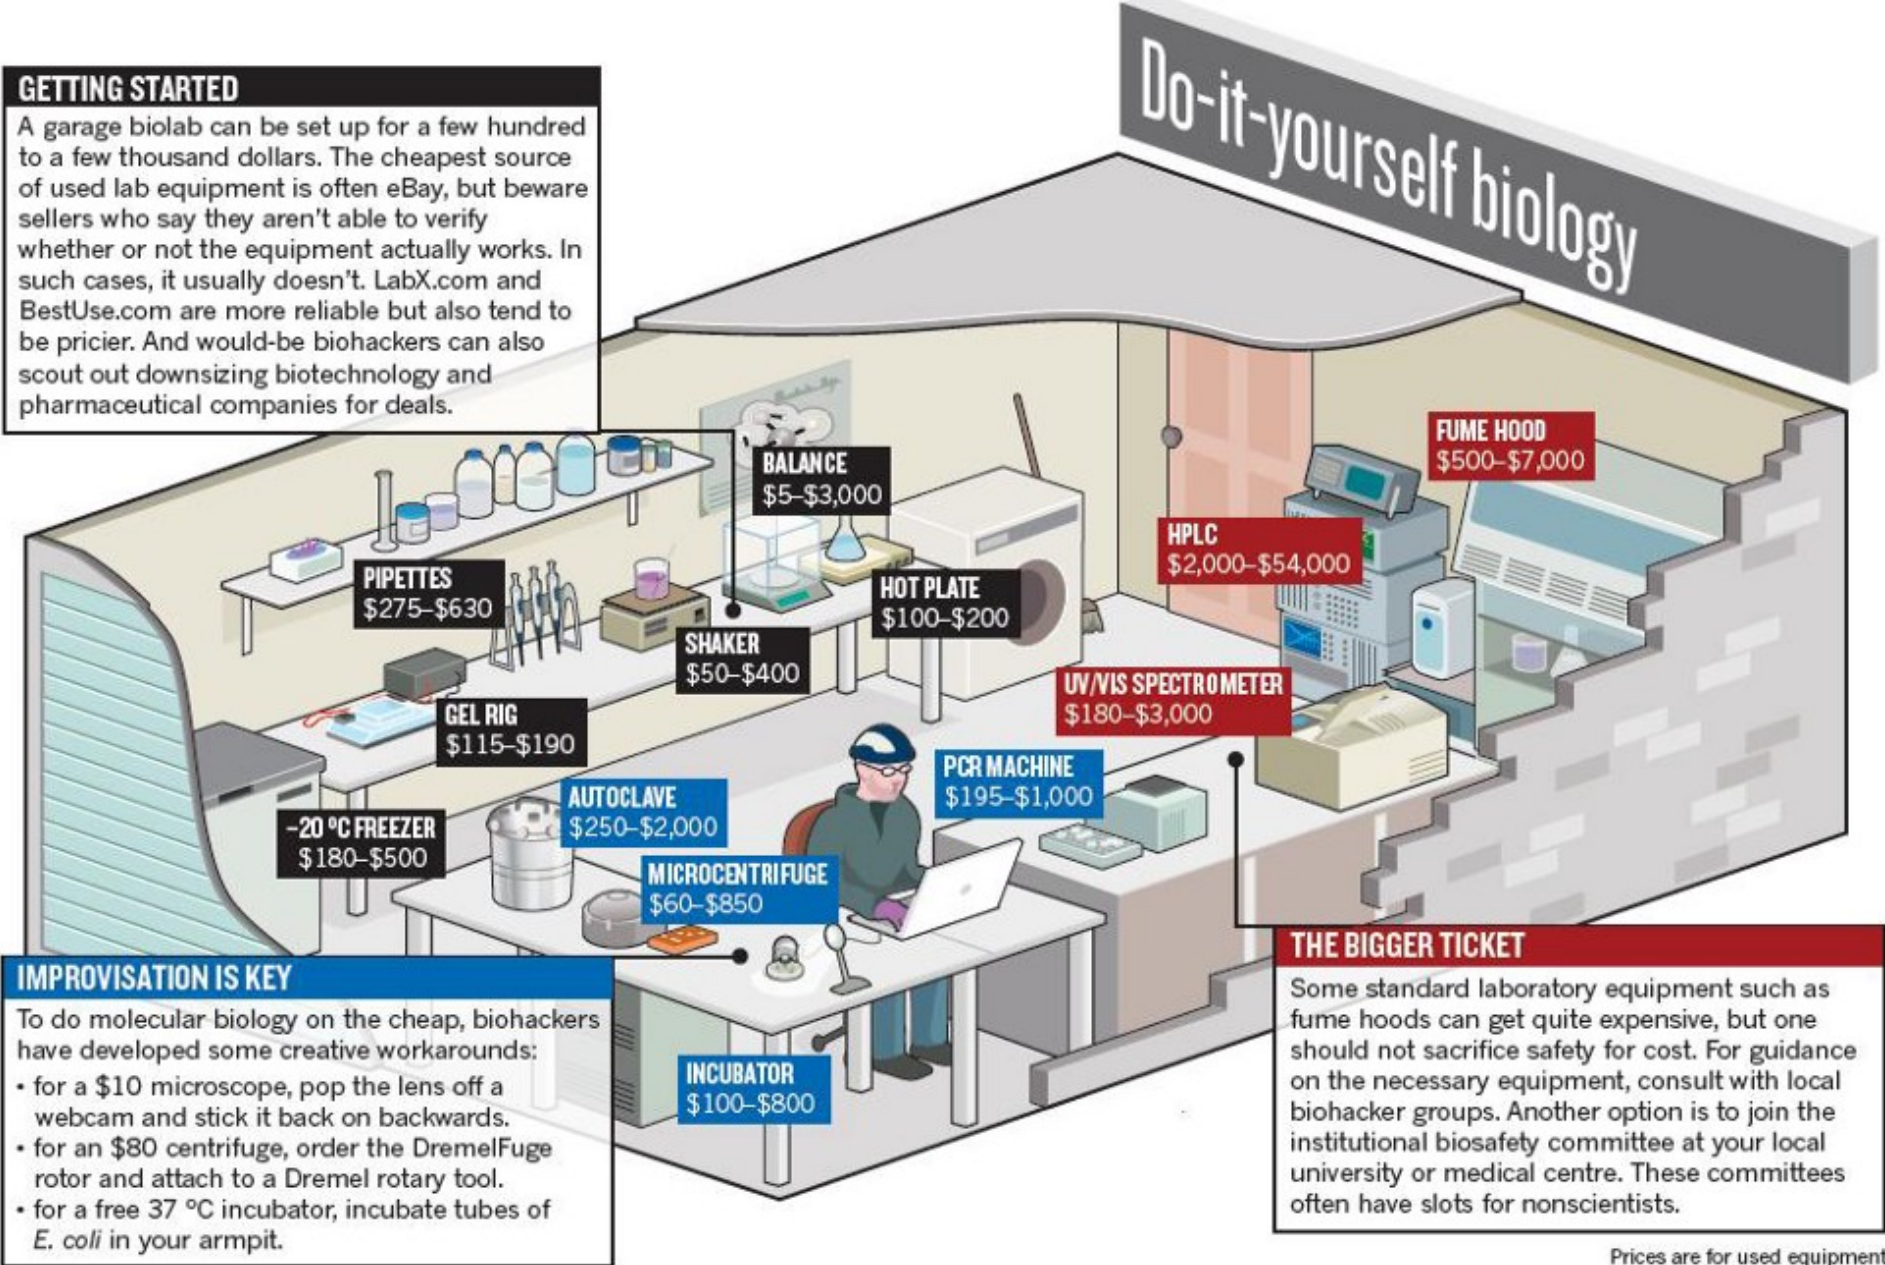 Do-it-yourself biology
GETTING STARTED
A garage biolab can be set up for a few hundred
to a few thousand dollars. The cheapest source
of used lab equipment is often eBay, but beware
sellers who say they aren't able to verify
whether or not the equipment actually works. In
such cases, it usually doesn't. LabX.com and
BestUse.com are more reliable but also tend to
be pricier. And would-be biohackers can also
scout out downsizing biotechnology and
pharmaceutical companies for deals.
BALANCE
$5–$3,000
FUME HOOD
$500–$7,000
HPLC
$2,000–$54,000
PIPETTES
$275–$630
HOT PLATE
$100–$200
SHAKER
$50–$400
UV/VIS SPECTROMETER
$180–$3,000
GEL RIG
$115–$190
PCR MACHINE
$195–$1,000
AUTOCLAVE
$250–$2,000
–20 ºC FREEZER
$180–$500
MICROCENTRIFUGE
$60–$850
INCUBATOR
$100–$800
IMPROVISATION IS KEY
To do molecular biology on the cheap, biohackers
have developed some creative workarounds:
• for a $10 microscope, pop the lens off a
webcam and stick it back on backwards.
• for an $80 centrifuge, order the DremelFuge
rotor and attach to a Dremel rotary tool.
• for a free 37 ºC incubator, incubate tubes of
E. coli in your armpit.
THE BIGGER TICKET
Some standard laboratory equipment such as
fume hoods can get quite expensive, but one
should not sacrifice safety for cost. For guidance
on the necessary equipment, consult with local
biohacker groups. Another option is to join the
institutional biosafety committee at your local
university or medical centre. These committees
often have slots for nonscientists.
Prices are for used equipment